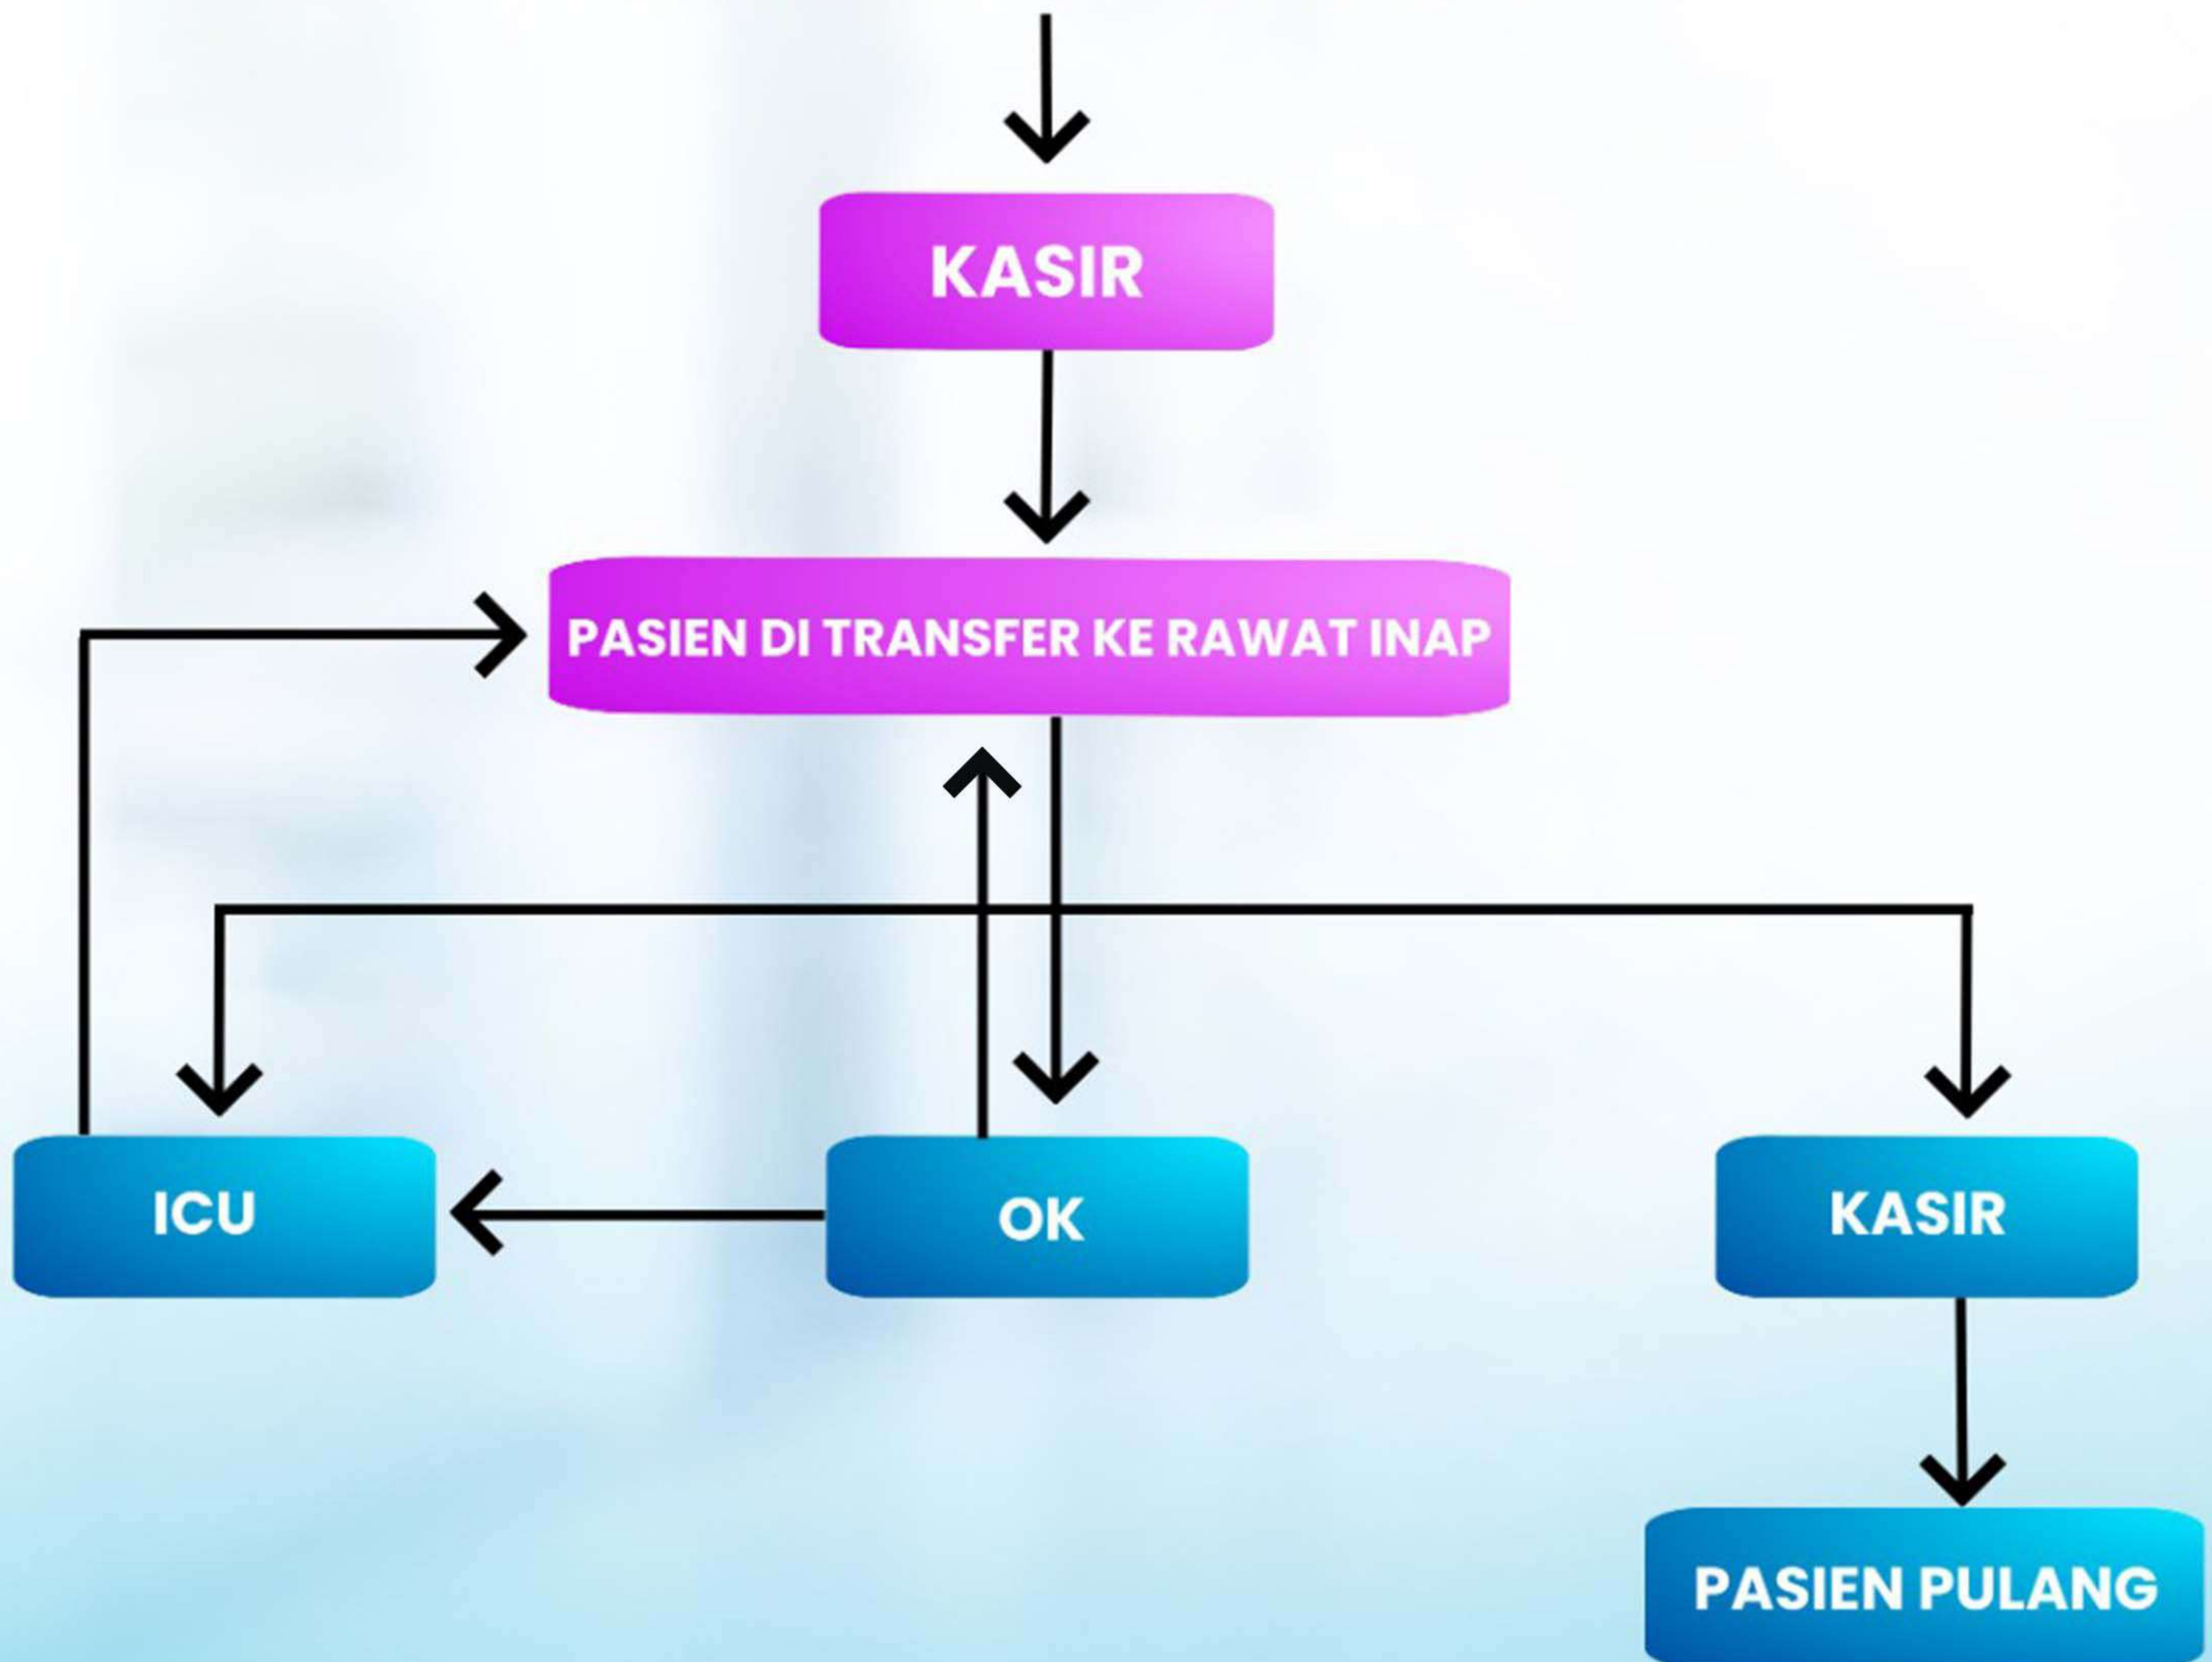 KASIR
PASIEN DI TRANSFER KE RAWAT INAP
ICU
OK
KASIR
PASIEN PULANG